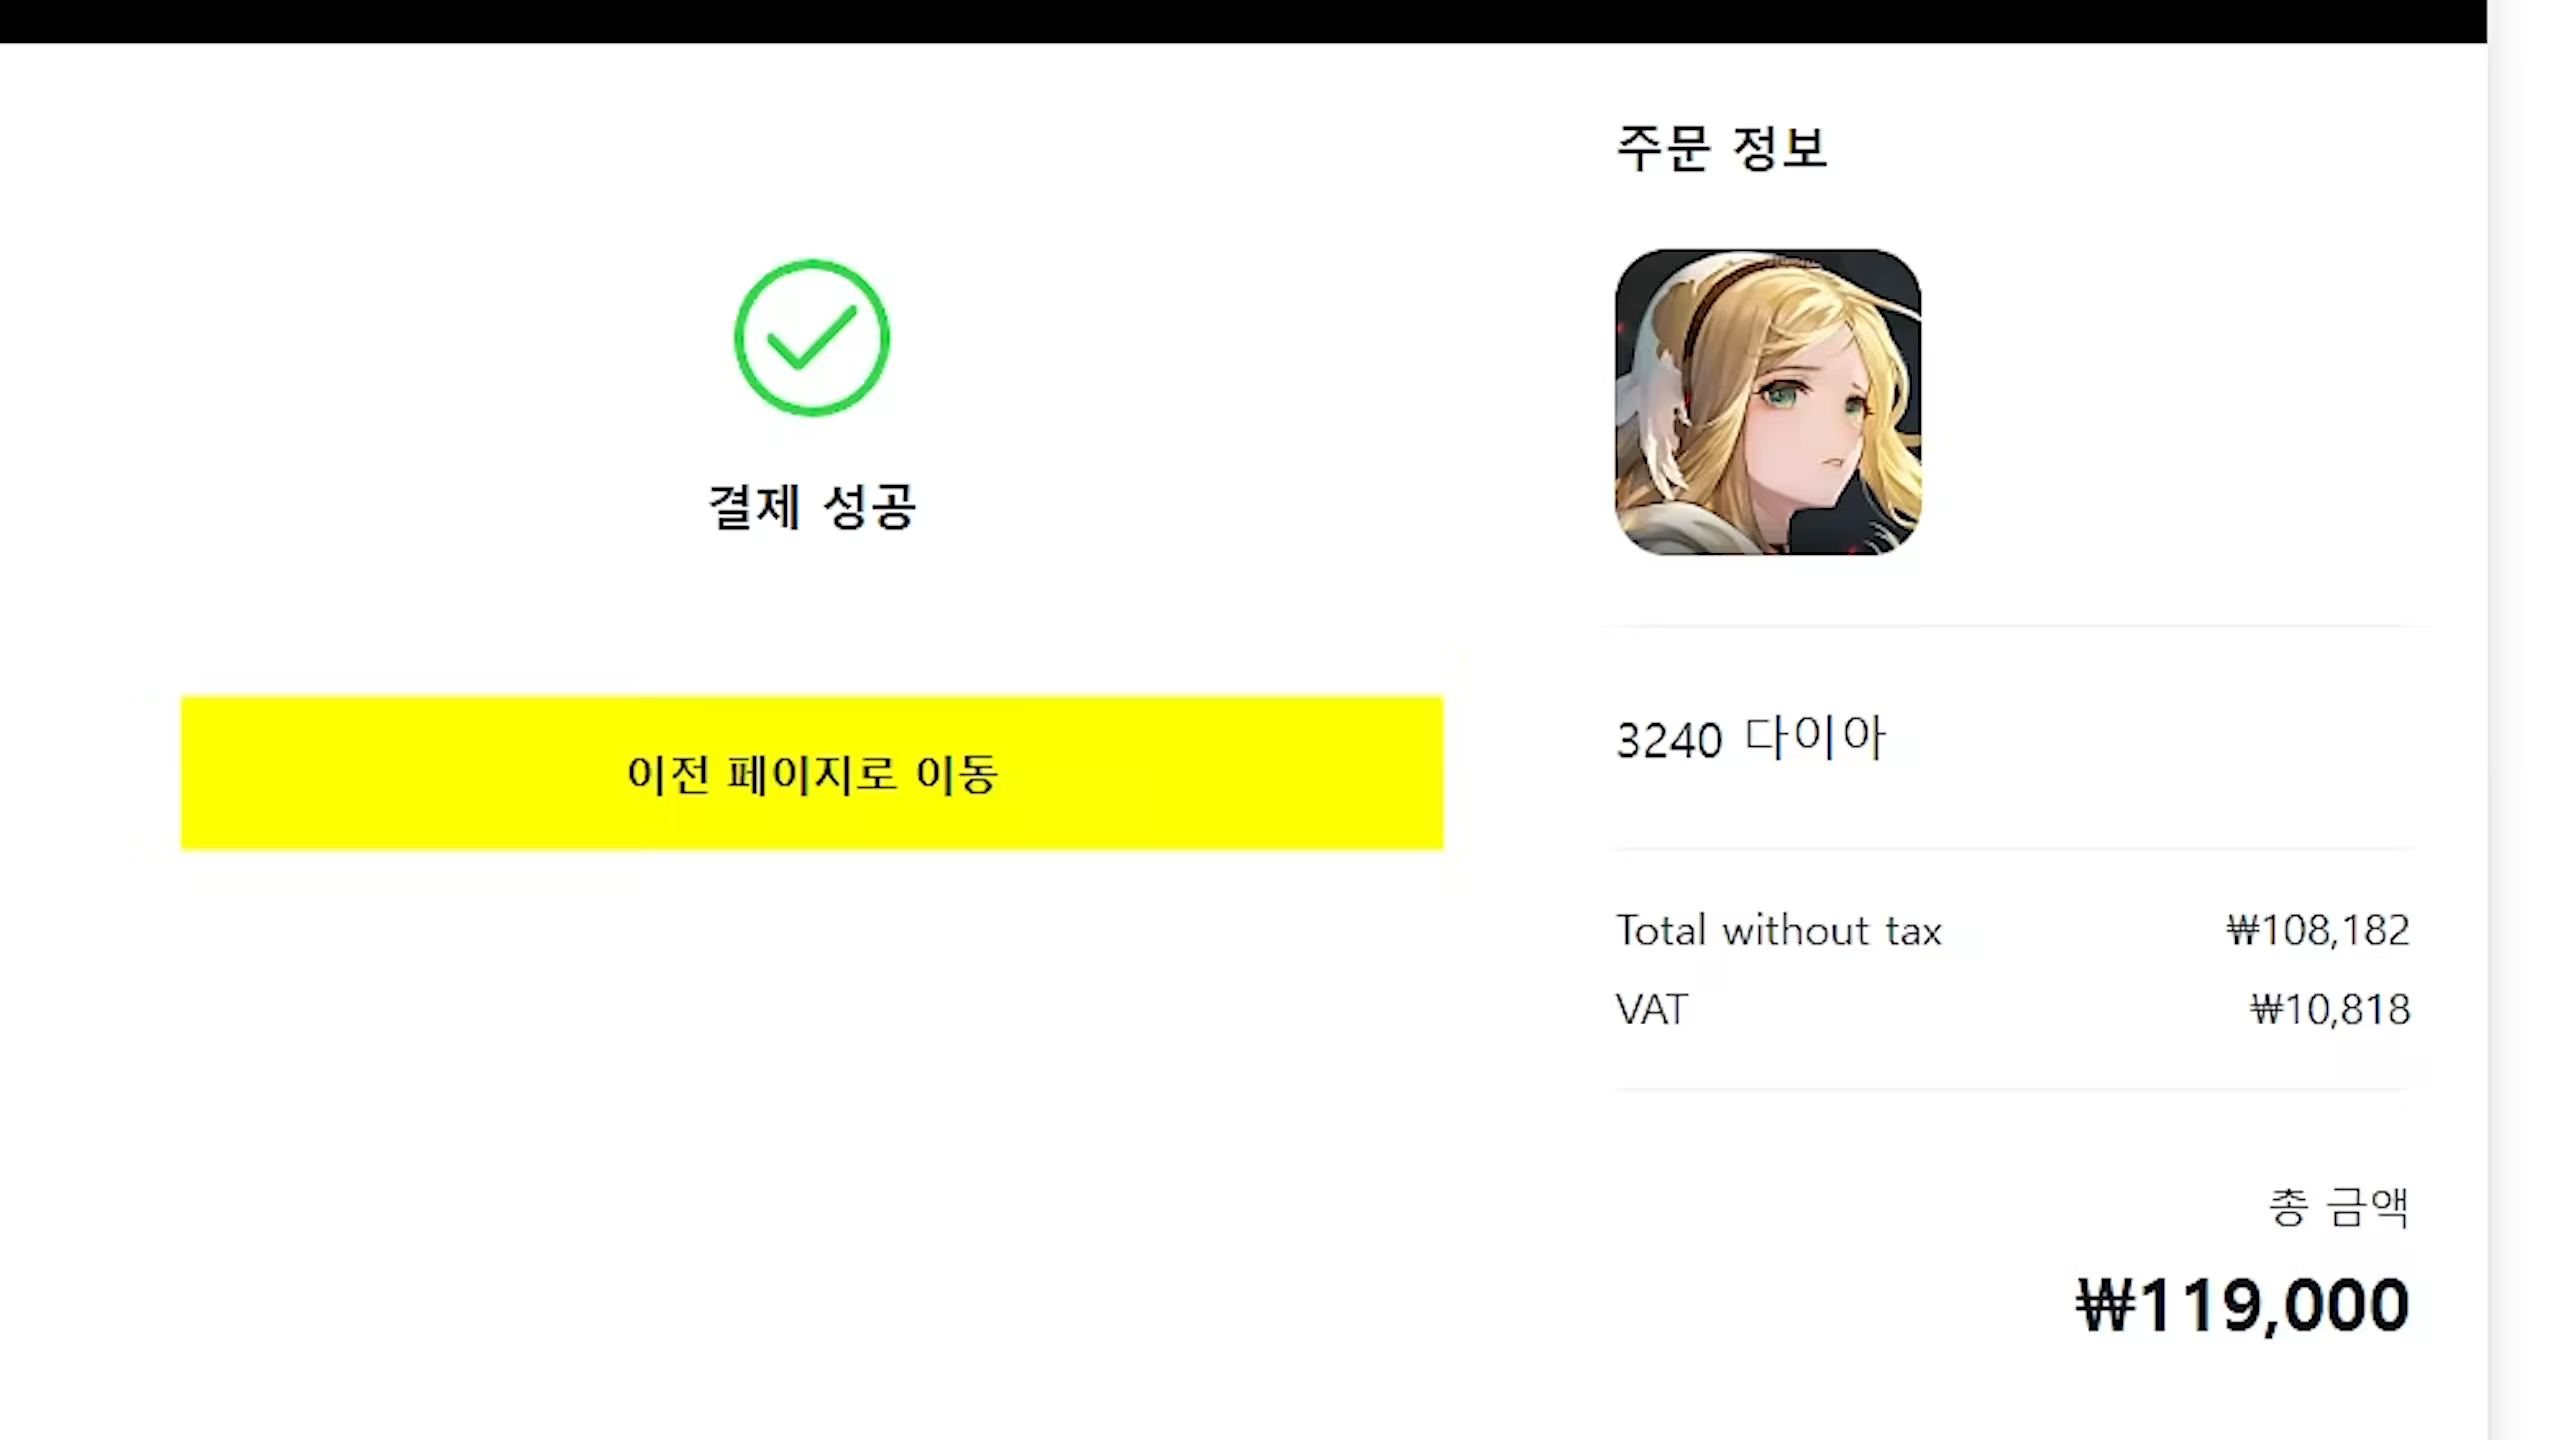 결제 성공
이전 페이지로 이동
주문 정보
3240 다이아
Total without tax ₩108,182
VAT ₩10,818
총 금액
₩119,000